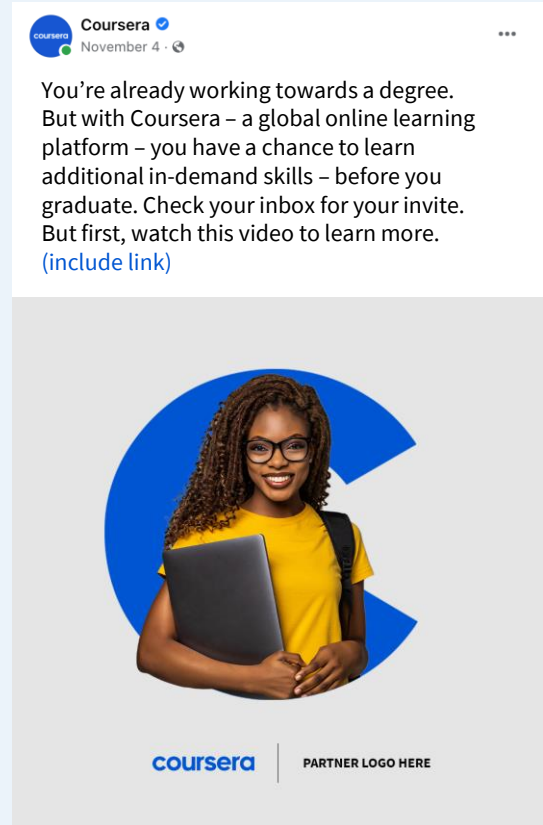 coursera
Coursera
November 4 ·
You’re already working towards a degree.
But with Coursera – a global online learning
platform – you have a chance to learn
additional in-demand skills – before you
graduate. Check your inbox for your invite.
But first, watch this video to learn more.
(include link)
coursera
PARTNER LOGO HERE